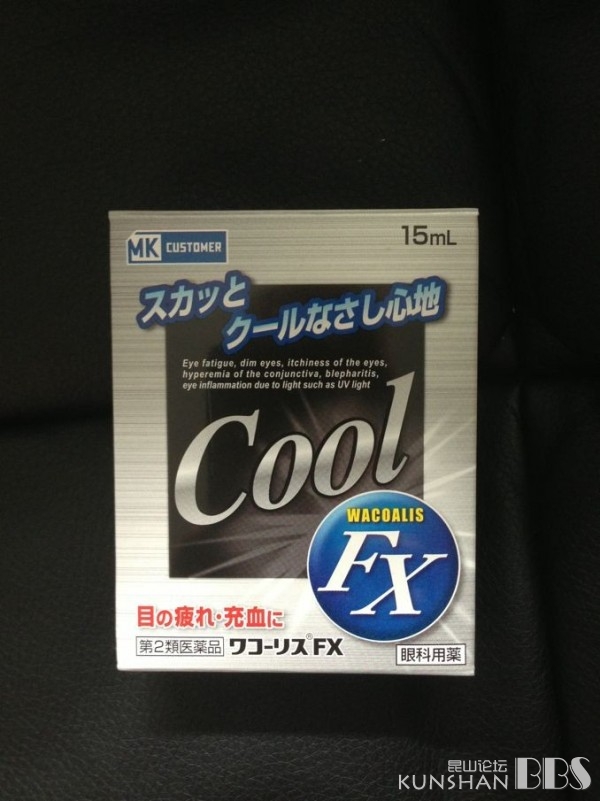 MK CUSTOMER
15mL
スカッと
クールなさし心地
Eye fatigue, dim eyes, itchiness of the eyes,
hyperemia of the conjunctiva, blepharitis,
eye inflammation due to light such as UV light
Cool
WACOALIS
FX
目の疲れ・充血に
第2類医薬品 ワコーリス®FX
眼科用薬
昆山论坛
KUNSHAN BBS